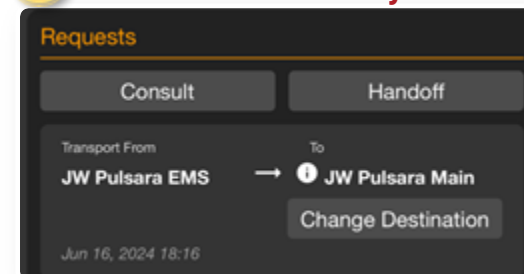 Requests
Consult Handoff
Transport From To
JW Pulsara EMS → JW Pulsara Main
Change Destination
Jun 16, 2024 18:16